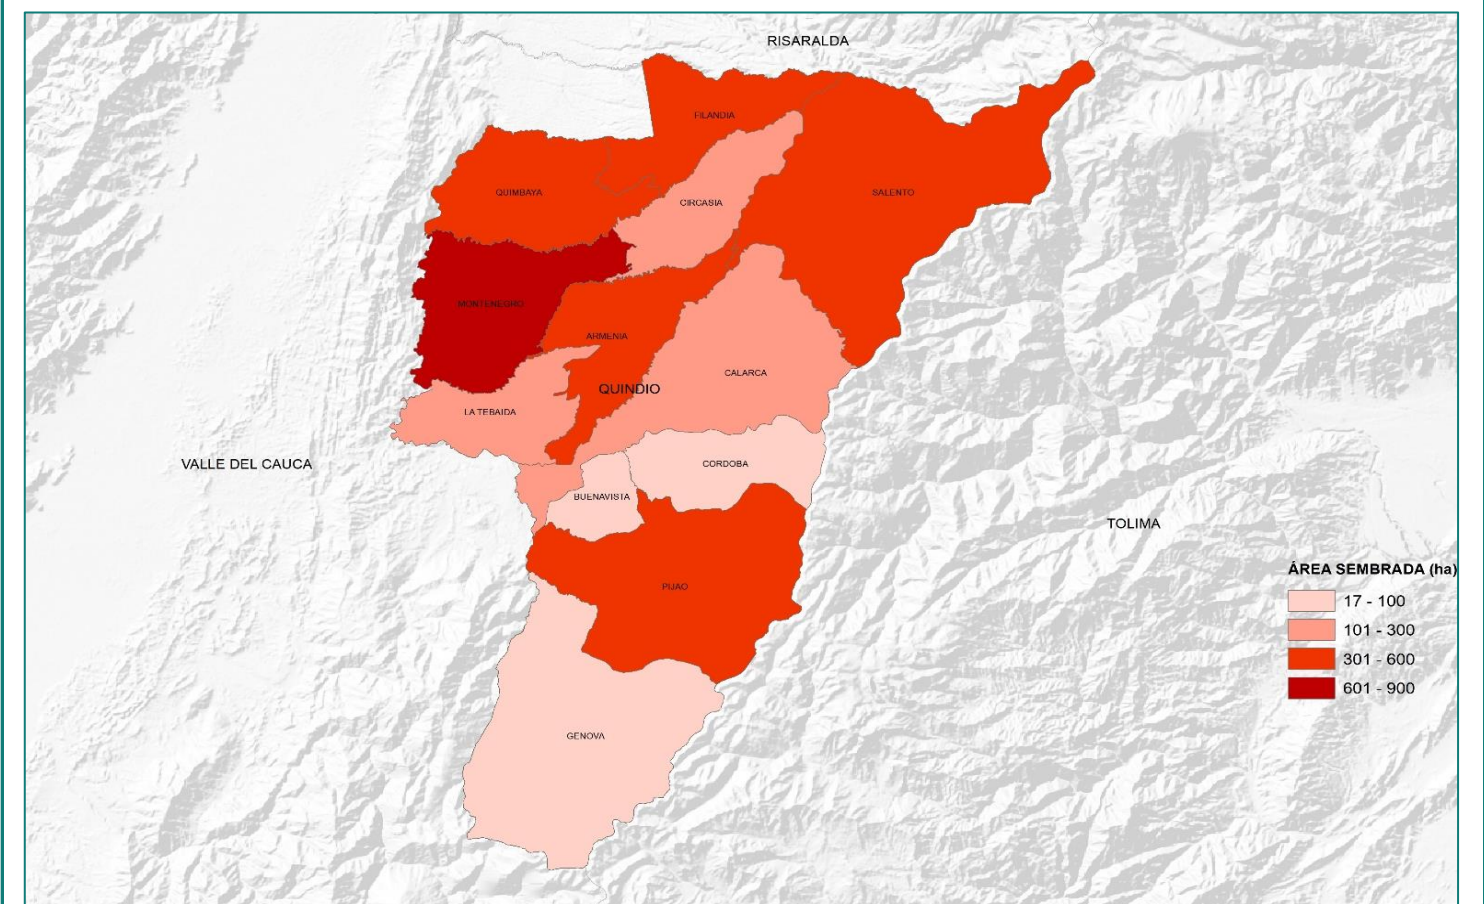 RISARALDA
FILANDIA
QUIMBAYA
SALENTO
CIRCASIA
MONTENEGRO
ARMENIA
CALARCA
QUINDIO
LA TEBAIDA
VALLE DEL CAUCA
CORDOBA
BUENAVISTA
TOLIMA
PIJAO
GENOVA
ÁREA SEMBRADA (ha)
17 - 100
101 - 300
301 - 600
601 - 900